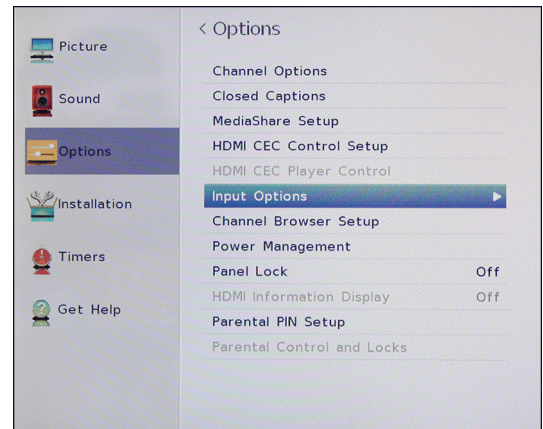 Picture
Sound
Options
Installation
Timers
Get Help
< Options
Channel Options
Closed Captions
MediaShare Setup
HDMI CEC Control Setup
HDMI CEC Player Control
Input Options
Channel Browser Setup
Power Management
Panel Lock Off
HDMI Information Display Off
Parental PIN Setup
Parental Control and Locks